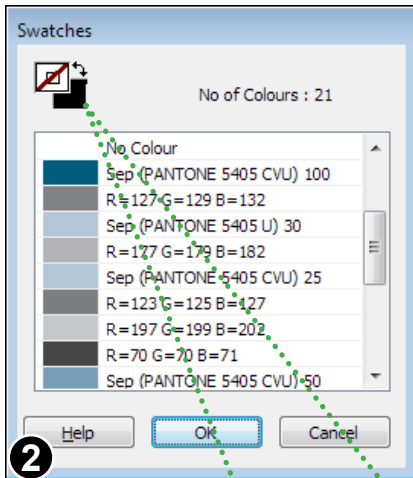 Swatches
No of Colours : 21
No Colour
Sep (PANTONE 5405 CVU) 100
R=127 G=129 B=132
Sep (PANTONE 5405 U) 30
R=177 G=179 B=182
Sep (PANTONE 5405 CVU) 25
R=123 G=125 B=127
R=197 G=199 B=202
R=70 G=70 B=71
Sep (PANTONE 5405 CVU) 50
Help OK Cancel
2